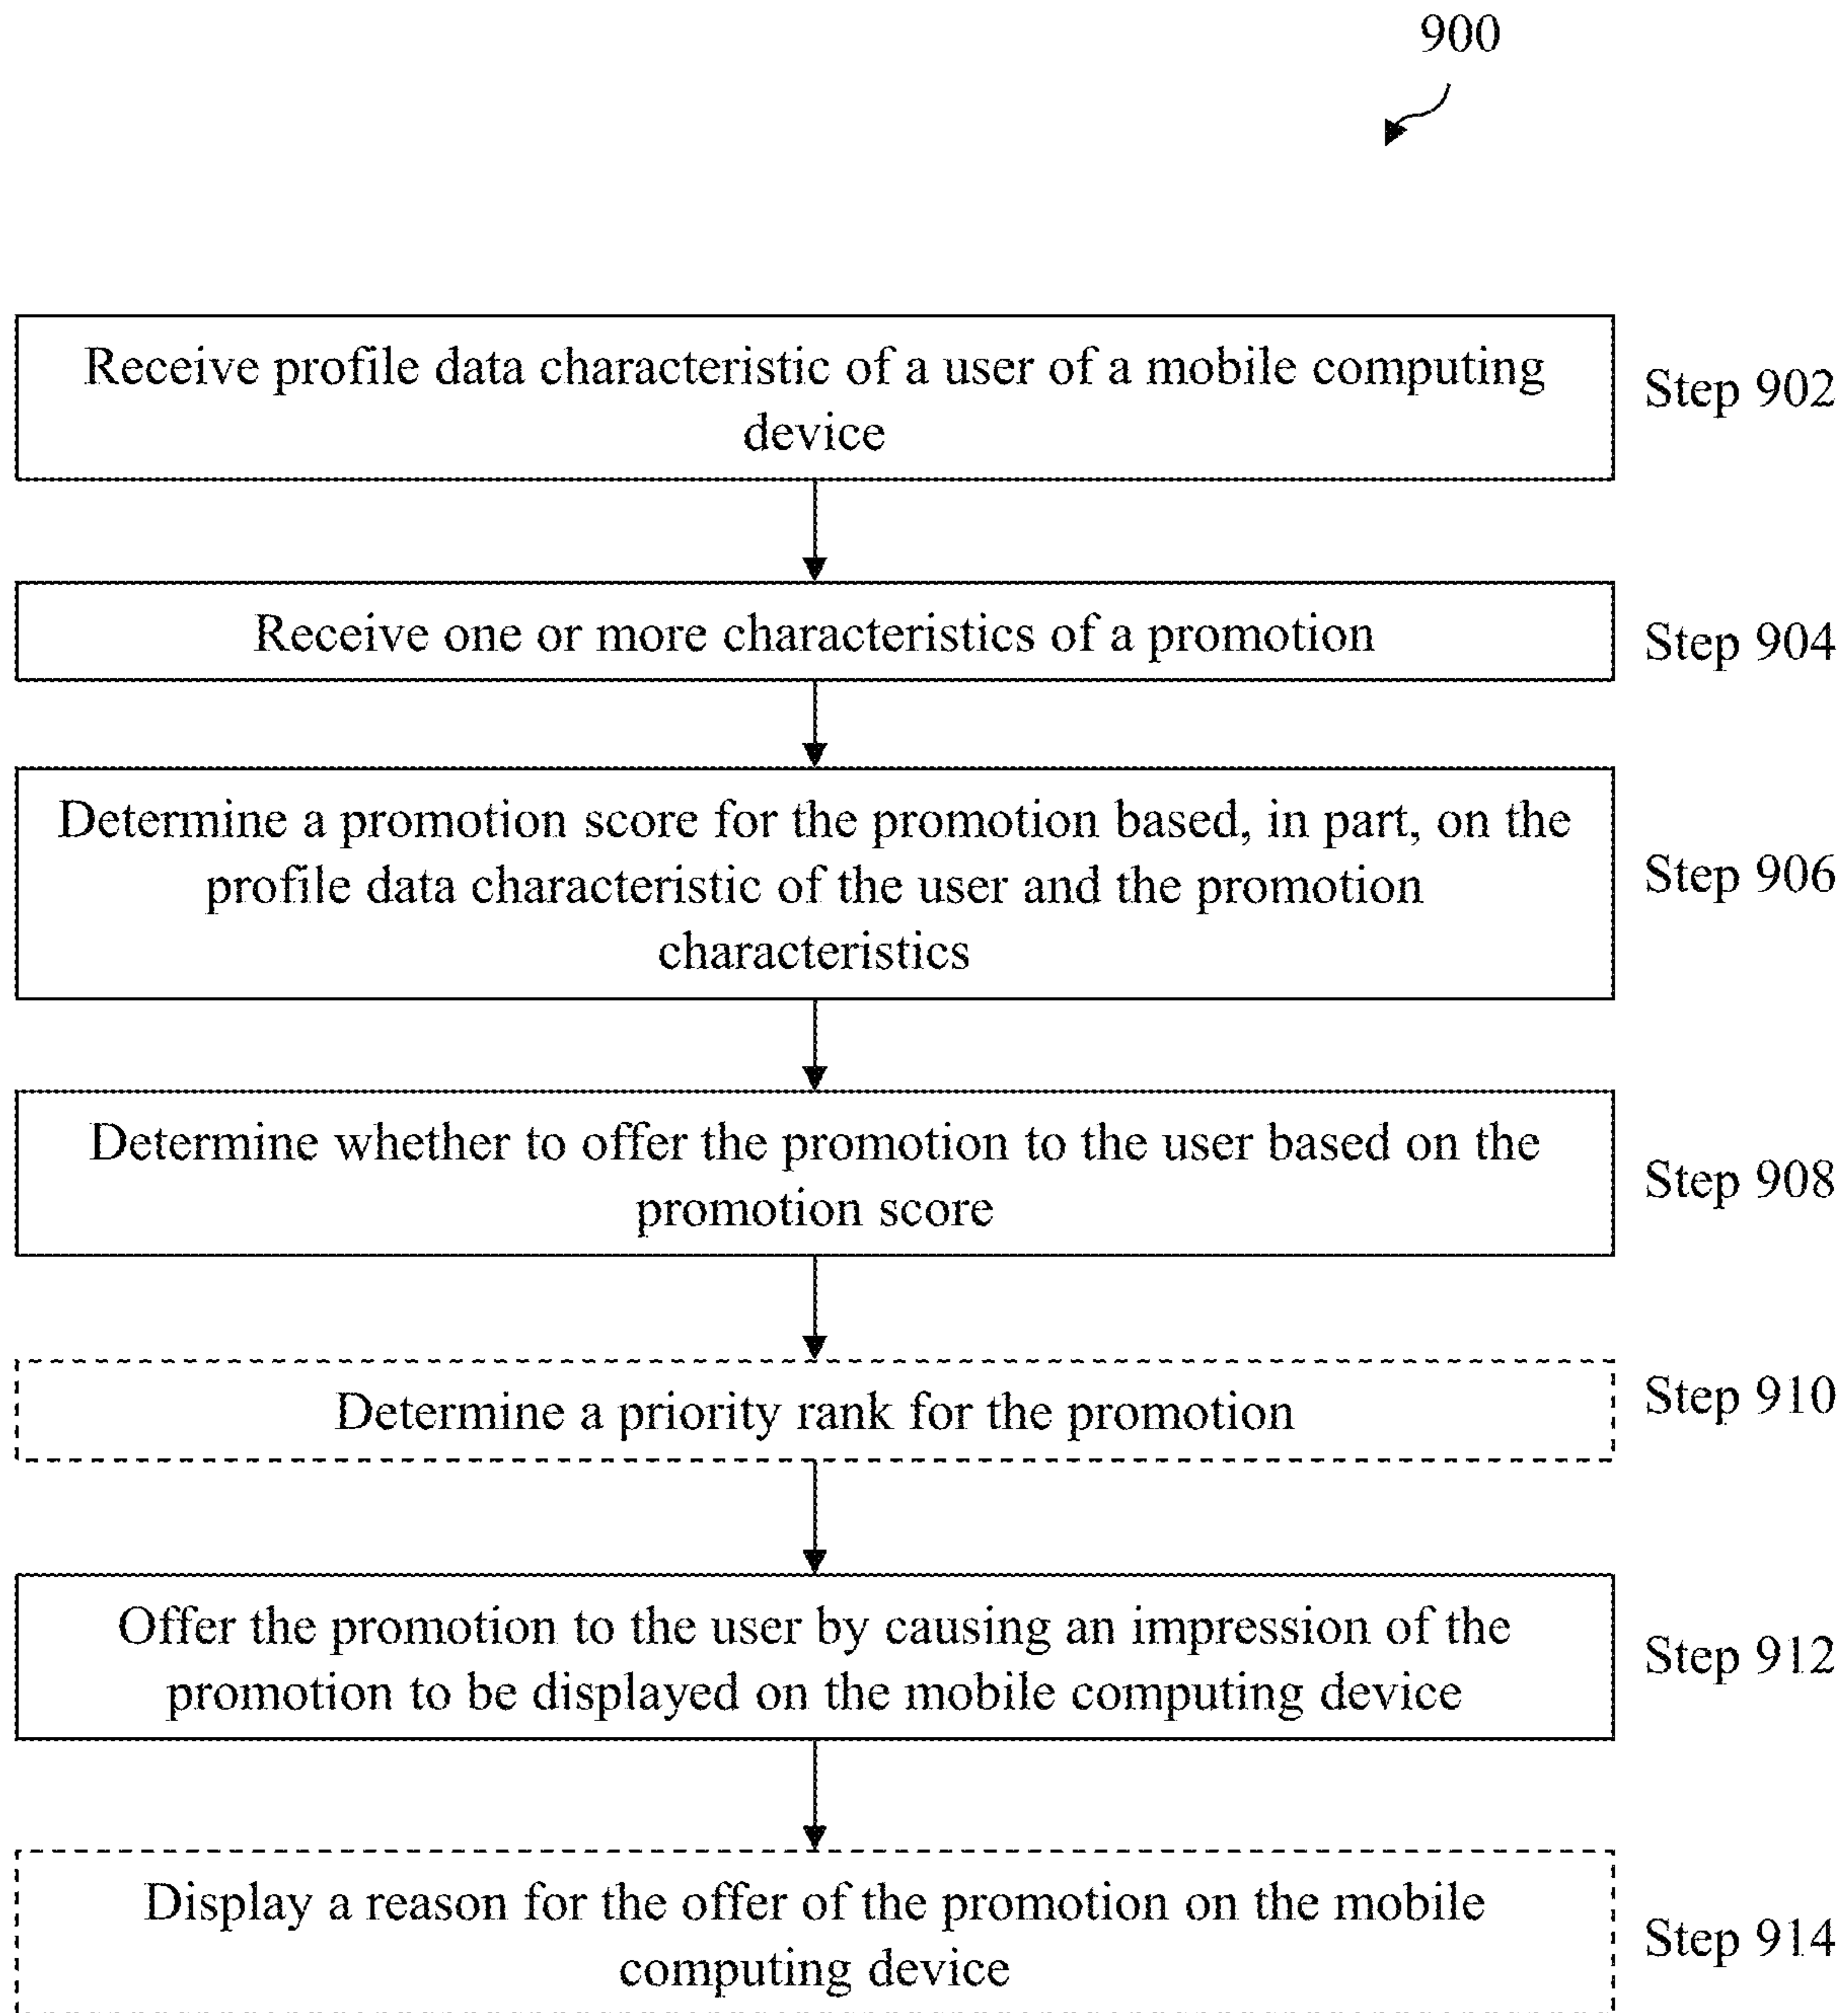 900
Receive profile data characteristic of a user of a mobile computing
device
Step 902
Receive one or more characteristics of a promotion
Step 904
Determine a promotion score for the promotion based, in part, on the
profile data characteristic of the user and the promotion
characteristics
Step 906
Determine whether to offer the promotion to the user based on the
promotion score
Step 908
Determine a priority rank for the promotion
Step 910
Offer the promotion to the user by causing an impression of the
promotion to be displayed on the mobile computing device
Step 912
Display a reason for the offer of the promotion on the mobile
computing device
Step 914